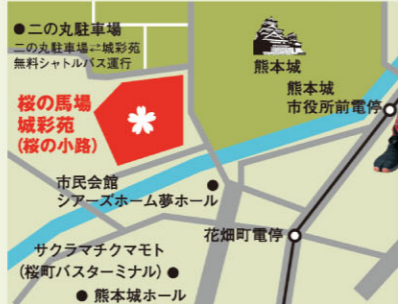 ●二の丸駐車場
二の丸駐車場⇄城彩苑
無料シャトルバス運行
熊本城
熊本城
市役所前電停
桜の馬場
城彩苑
(桜の小路)
市民会館
シアーズホーム夢ホール
花畑町電停
サクラマチクマモト
(桜町バスターミナル)
熊本城ホール